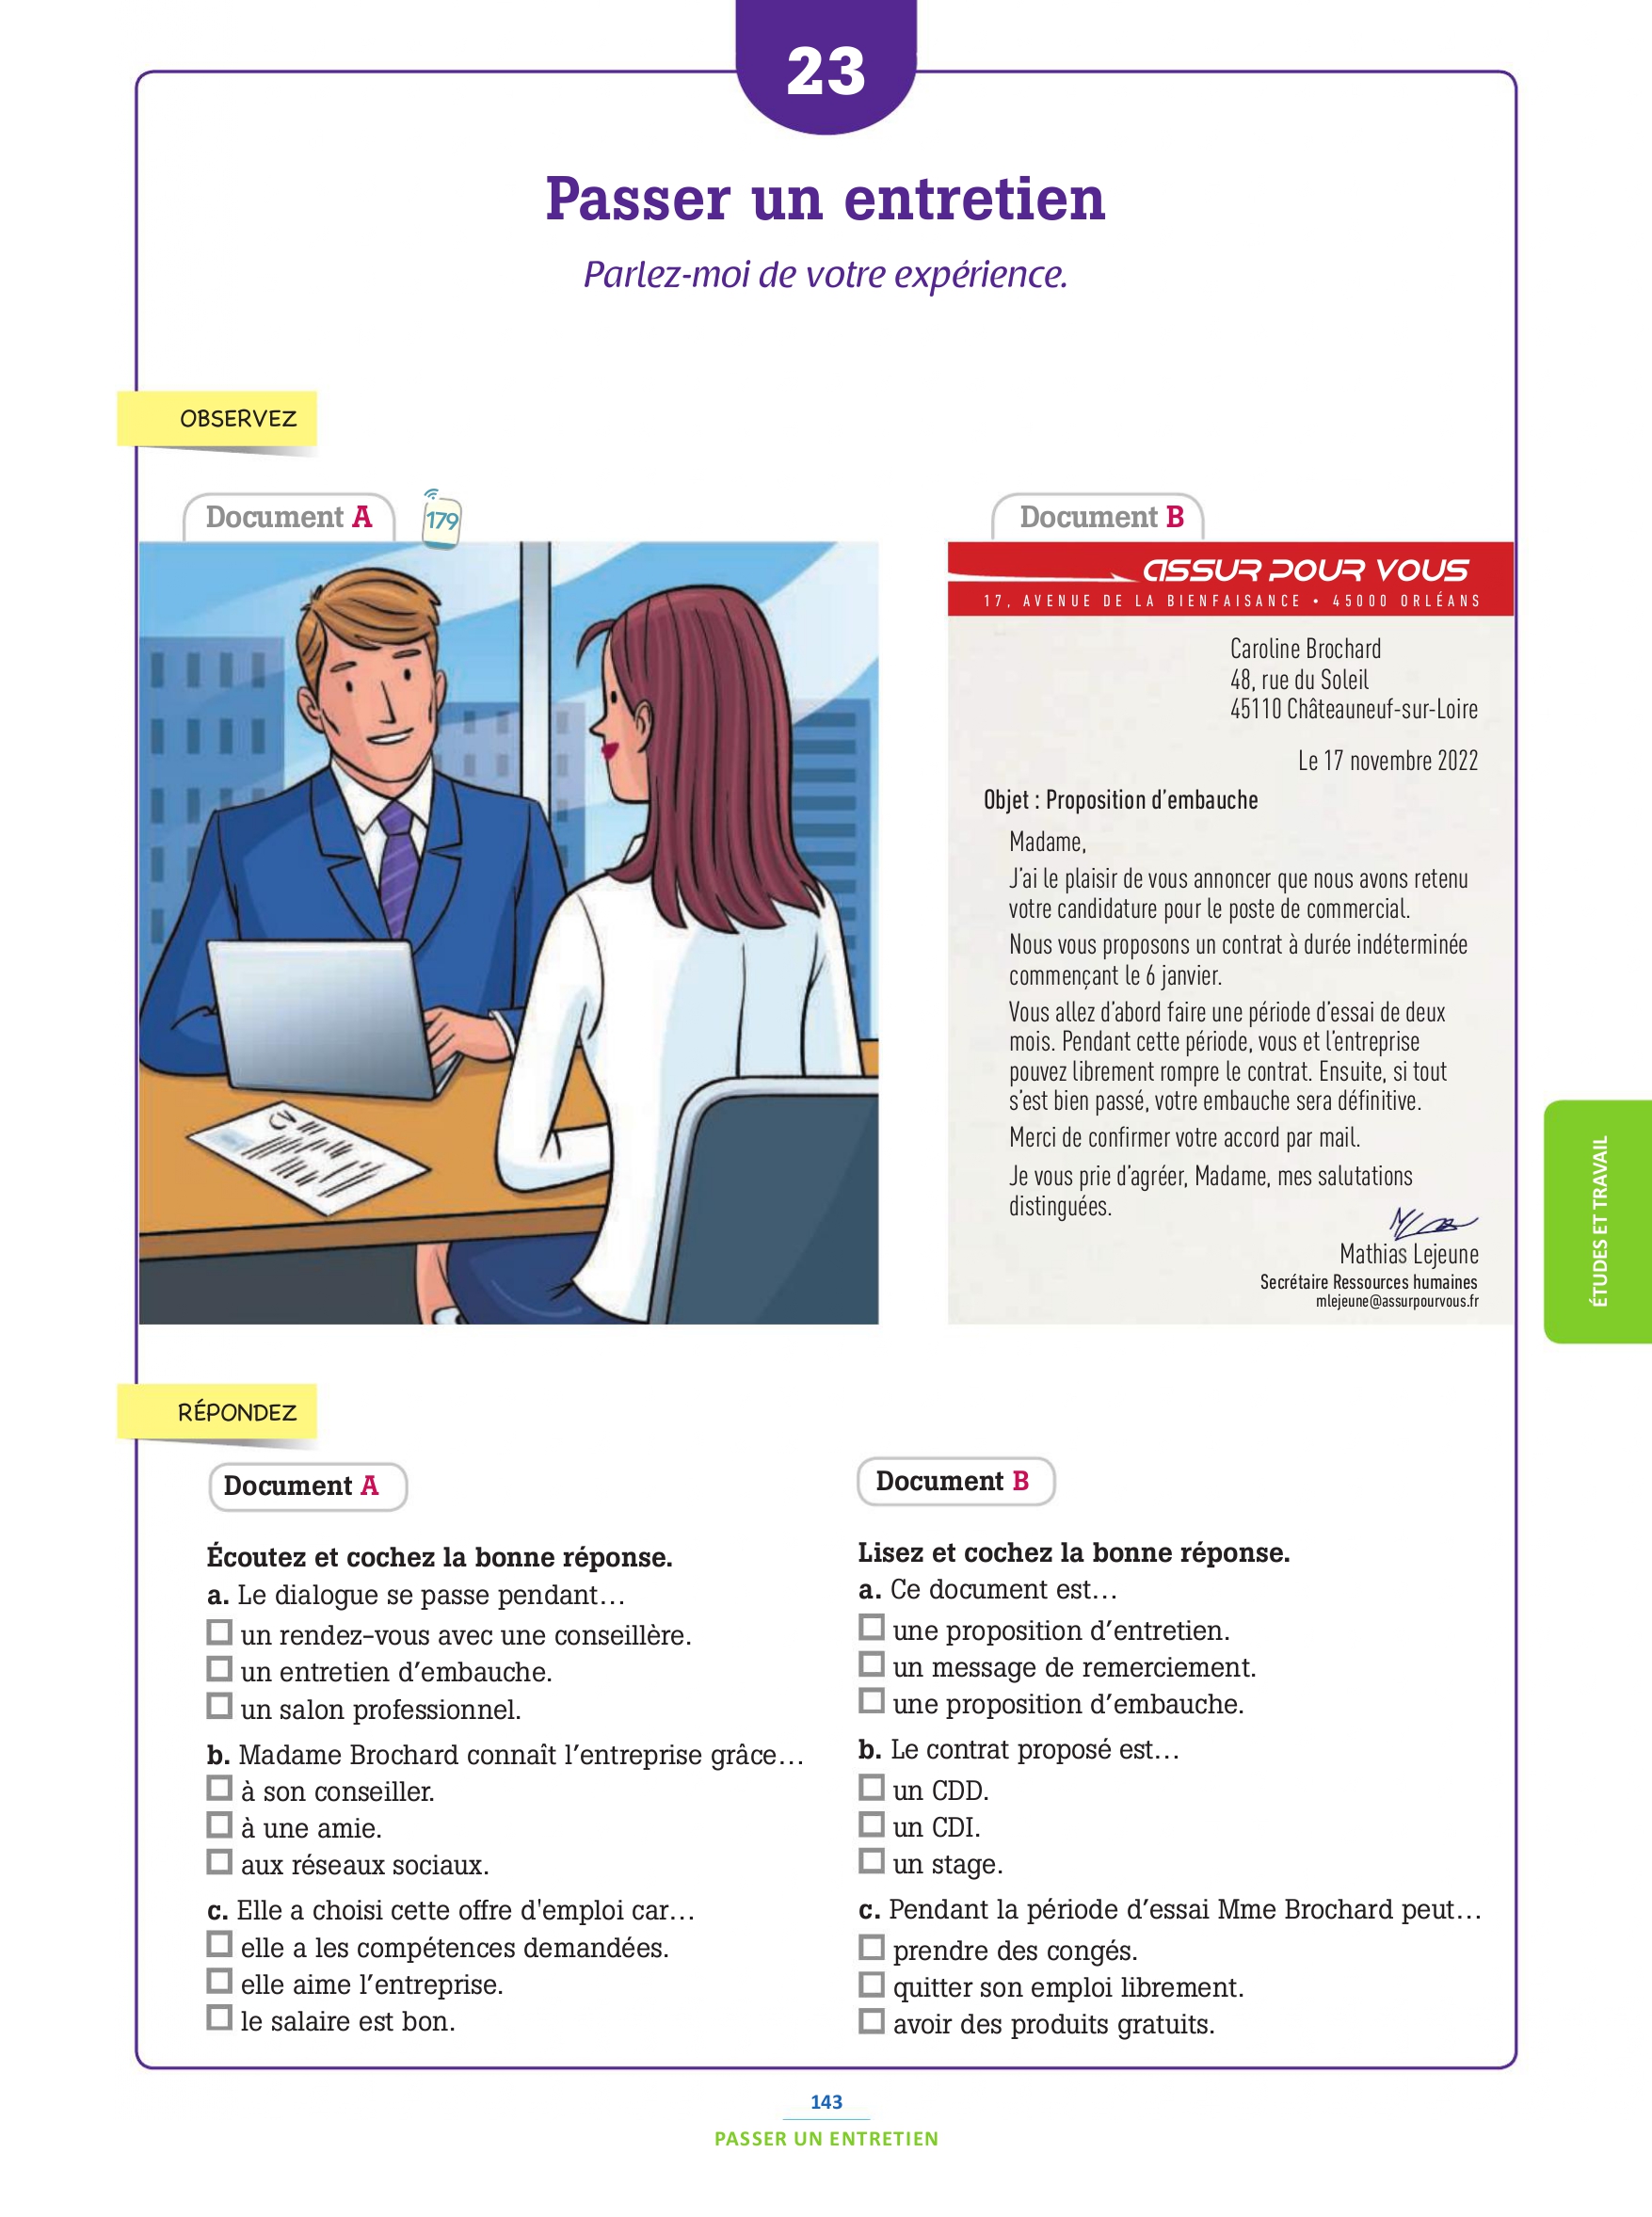 23
Passer un entretien
Parlez-moi de votre expérience.
OBSERVEZ
Document A
179
CV
Document B
ASSUR POUR VOUS
17, AVENUE DE LA BIENFAISANCE • 45000 ORLÉANS
Caroline Brochard
48, rue du Soleil
45110 Châteauneuf-sur-Loire
Le 17 novembre 2022
Objet : Proposition d'embauche
Madame,
J'ai le plaisir de vous annoncer que nous avons retenu
votre candidature pour le poste de commercial.
Nous vous proposons un contrat à durée indéterminée
commençant le 6 janvier.
Vous allez d'abord faire une période d'essai de deux
mois. Pendant cette période, vous et l'entreprise
pouvez librement rompre le contrat. Ensuite, si tout
s'est bien passé, votre embauche sera définitive.
Merci de confirmer votre accord par mail.
Je vous prie d'agréer, Madame, mes salutations
distinguées.
Mathias Lejeune
Secrétaire Ressources humaines
mlejeune@assurpourvous.fr
ÉTUDES ET TRAVAIL
RÉPONDEZ
Document A
Écoutez et cochez la bonne réponse.
a. Le dialogue se passe pendant…
un rendez-vous avec une conseillère.
un entretien d'embauche.
un salon professionnel.
b. Madame Brochard connaît l'entreprise grâce…
à son conseiller.
à une amie.
aux réseaux sociaux.
c. Elle a choisi cette offre d'emploi car…
elle a les compétences demandées.
elle aime l'entreprise.
le salaire est bon.
Document B
Lisez et cochez la bonne réponse.
a. Ce document est…
une proposition d'entretien.
un message de remerciement.
une proposition d'embauche.
b. Le contrat proposé est…
un CDD.
un CDI.
un stage.
c. Pendant la période d'essai Mme Brochard peut…
prendre des congés.
quitter son emploi librement.
avoir des produits gratuits.
143
PASSER UN ENTRETIEN